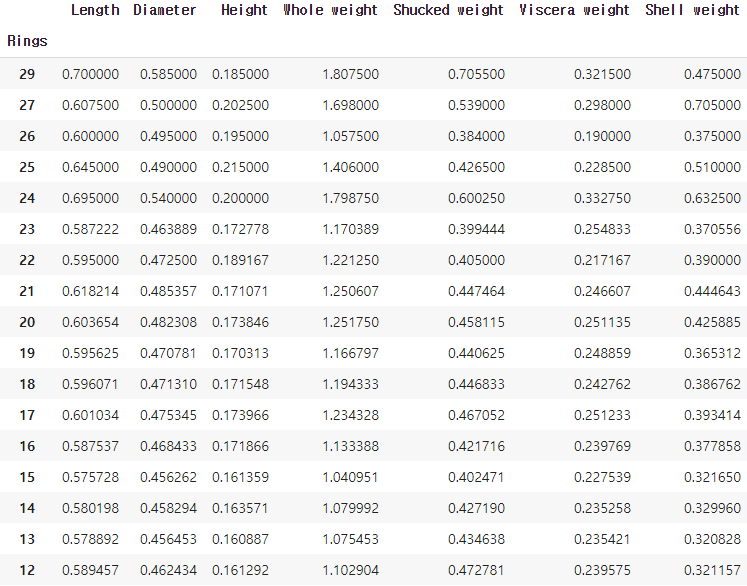 Length Diameter Height Whole weight Shucked weight Viscera weight Shell weight
Rings
29 0.700000 0.585000 0.185000 1.807500 0.705500 0.321500 0.475000
27 0.607500 0.500000 0.202500 1.698000 0.539000 0.298000 0.705000
26 0.600000 0.495000 0.195000 1.057500 0.384000 0.190000 0.375000
25 0.645000 0.490000 0.215000 1.406000 0.426500 0.228500 0.510000
24 0.695000 0.540000 0.200000 1.798750 0.600250 0.332750 0.632500
23 0.587222 0.463889 0.172778 1.170389 0.399444 0.254833 0.370556
22 0.595000 0.472500 0.189167 1.221250 0.405000 0.217167 0.390000
21 0.618214 0.485357 0.171071 1.250607 0.447464 0.246607 0.444643
20 0.603654 0.482308 0.173846 1.251750 0.458115 0.251135 0.425885
19 0.595625 0.470781 0.170313 1.166797 0.440625 0.248859 0.365312
18 0.596071 0.471310 0.171548 1.194333 0.446833 0.242762 0.386762
17 0.601034 0.475345 0.173966 1.234328 0.467052 0.251233 0.393414
16 0.587537 0.468433 0.171866 1.133388 0.421716 0.239769 0.377858
15 0.575728 0.456262 0.161359 1.040951 0.402471 0.227539 0.321650
14 0.580198 0.458294 0.163571 1.079992 0.427190 0.235258 0.329960
13 0.578892 0.456453 0.160887 1.075453 0.434638 0.235421 0.320828
12 0.589457 0.462434 0.161292 1.102904 0.472781 0.239575 0.321157